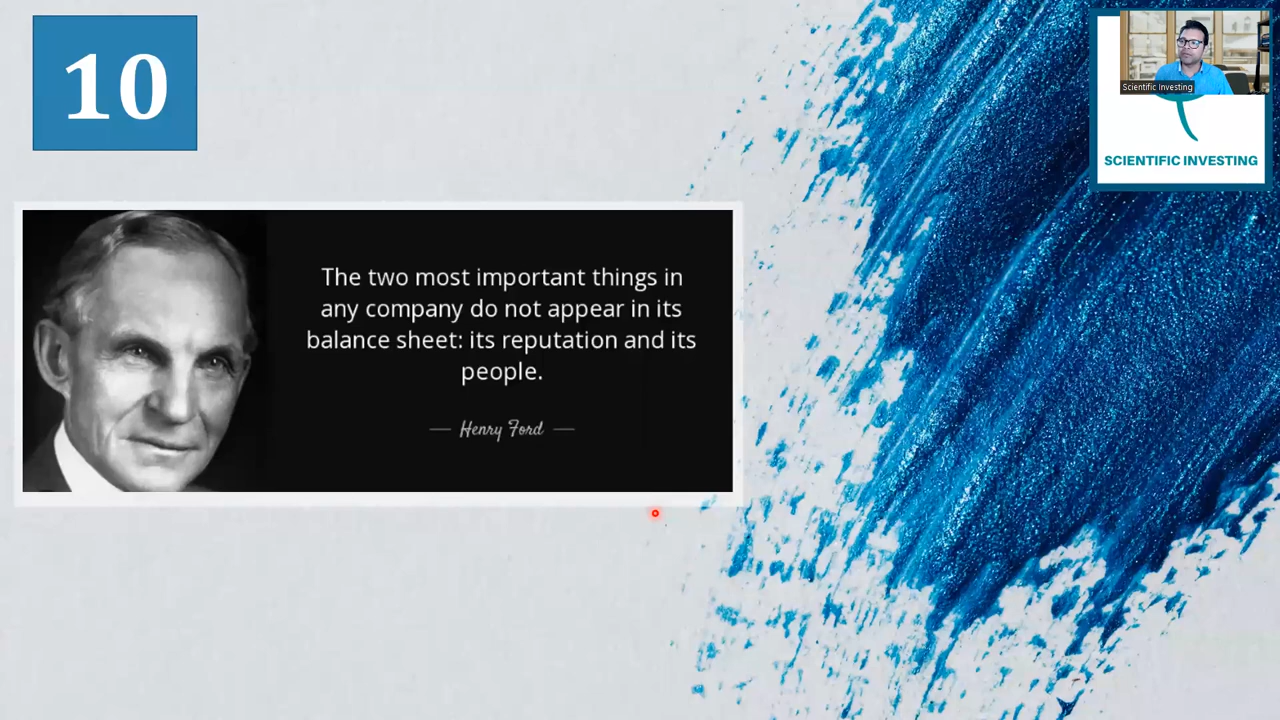 10
Scientific Investing
SCIENTIFIC INVESTING
The two most important things in
any company do not appear in its
balance sheet: its reputation and its
people.
— Henry Ford —